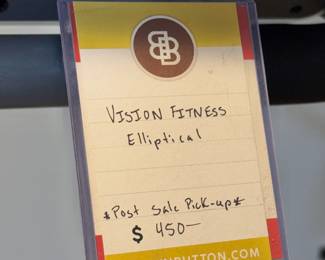 VISION FITNESS
Elliptical
*Post Sale Pick-up*
$ 450—